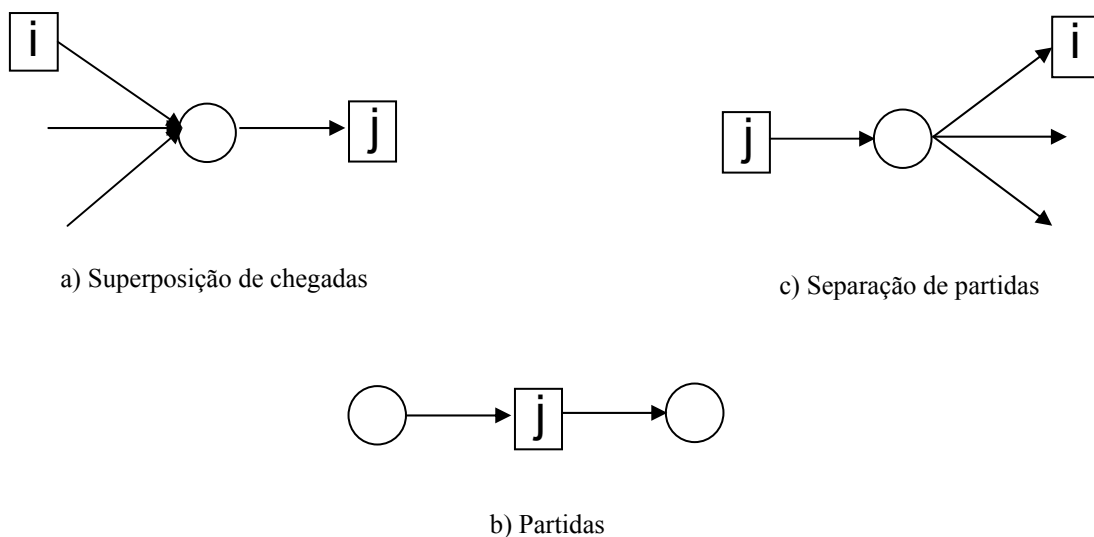 i
j
a) Superposição de chegadas
i
j
c) Separação de partidas
j
b) Partidas